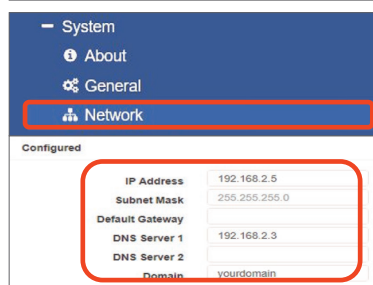 − System
About
General
Network
Configured
IP Address 192.168.2.5
Subnet Mask 255.255.255.0
Default Gateway
DNS Server 1 192.168.2.3
DNS Server 2
Domain yourdomain